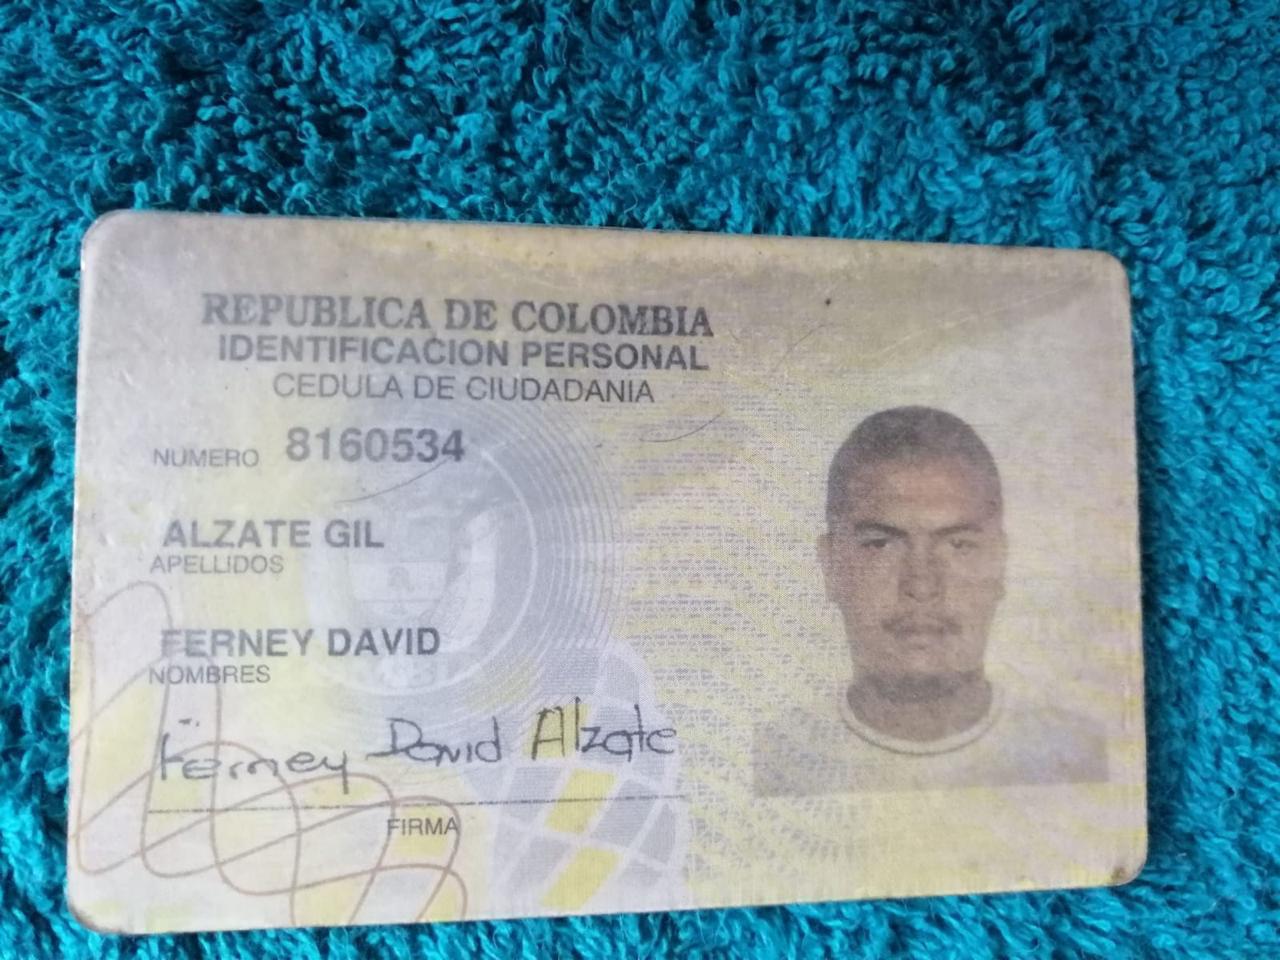 REPUBLICA DE COLOMBIA
IDENTIFICACION PERSONAL
CEDULA DE CIUDADANIA
NUMERO 8160534
ALZATE GIL
APELLIDOS
FERNEY DAVID
NOMBRES
Ferney David Alzate
FIRMA